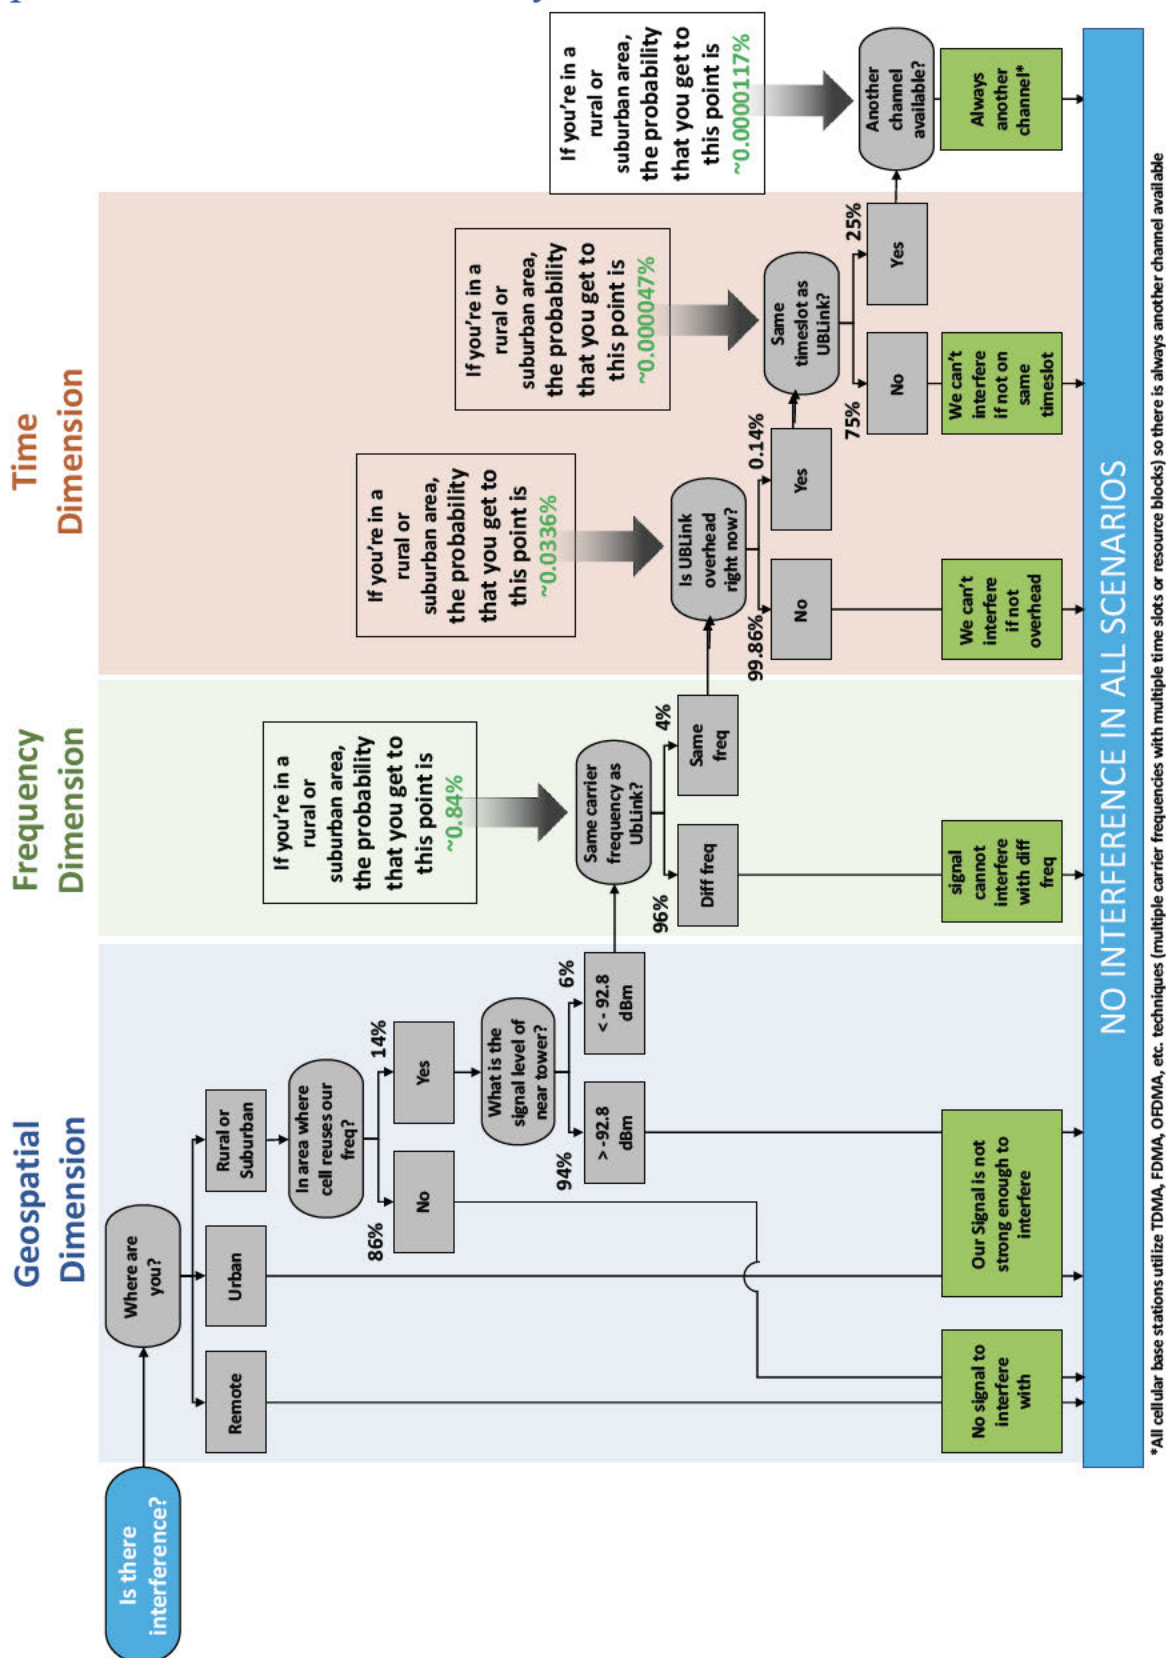 Geospatial
Dimension
Frequency
Dimension
Time
Dimension
Is there
interference?
Where are
you?
Remote
Urban
Rural or
Suburban
In area where
cell reuses our
freq?
86%
14%
No
Yes
What is the
signal level of
near tower?
94%
6%
> -92.8
dBm
< - 92.8
dBm
No signal to
interfere
with
Our Signal is not
strong enough to
interfere
If you're in a
rural or
suburban area,
the probability
that you get to
this point is
~0.84%
Same carrier
frequency as
UbLink?
96%
4%
Diff freq
Same
freq
signal
cannot
interfere
with diff
freq
If you're in a
rural or
suburban area,
the probability
that you get to
this point is
~0.0336%
Is UBLink
overhead
right now?
99.86%
0.14%
No
Yes
We can't
interfere
if not
overhead
If you're in a
rural or
suburban area,
the probability
that you get to
this point is
~0.000047%
Same
timeslot as
UBLink?
75%
25%
No
Yes
We can't
interfere
if not on
same
timeslot
If you're in a
rural or
suburban area,
the probability
that you get to
this point is
~0.0000117%
Another
channel
available?
Always
another
channel*
NO INTERFERENCE IN ALL SCENARIOS
*All cellular base stations utilize TDMA, FDMA, OFDMA, etc. techniques (multiple carrier frequencies with multiple time slots or resource blocks) so there is always another channel available